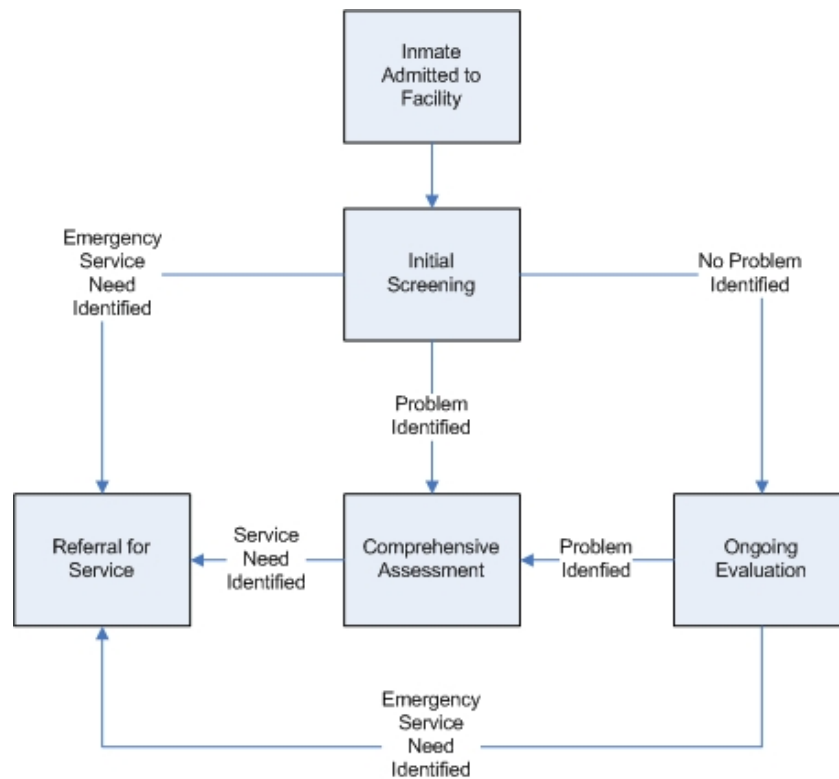 Inmate
Admitted to
Facility
Emergency
Service
Need
Identified
Initial
Screening
No Problem
Identified
Problem
Identified
Referral for
Service
Service
Need
Identified
Comprehensive
Assessment
Problem
Idenfied
Ongoing
Evaluation
Emergency
Service
Need
Identified